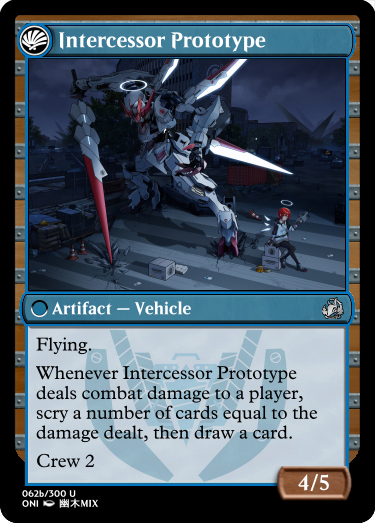 Intercessor Prototype
Artifact — Vehicle
Flying.
Whenever Intercessor Prototype
deals combat damage to a player,
scry a number of cards equal to the
damage dealt, then draw a card.
Crew 2
4/5
062b/300 U
ONI 幽木MIX